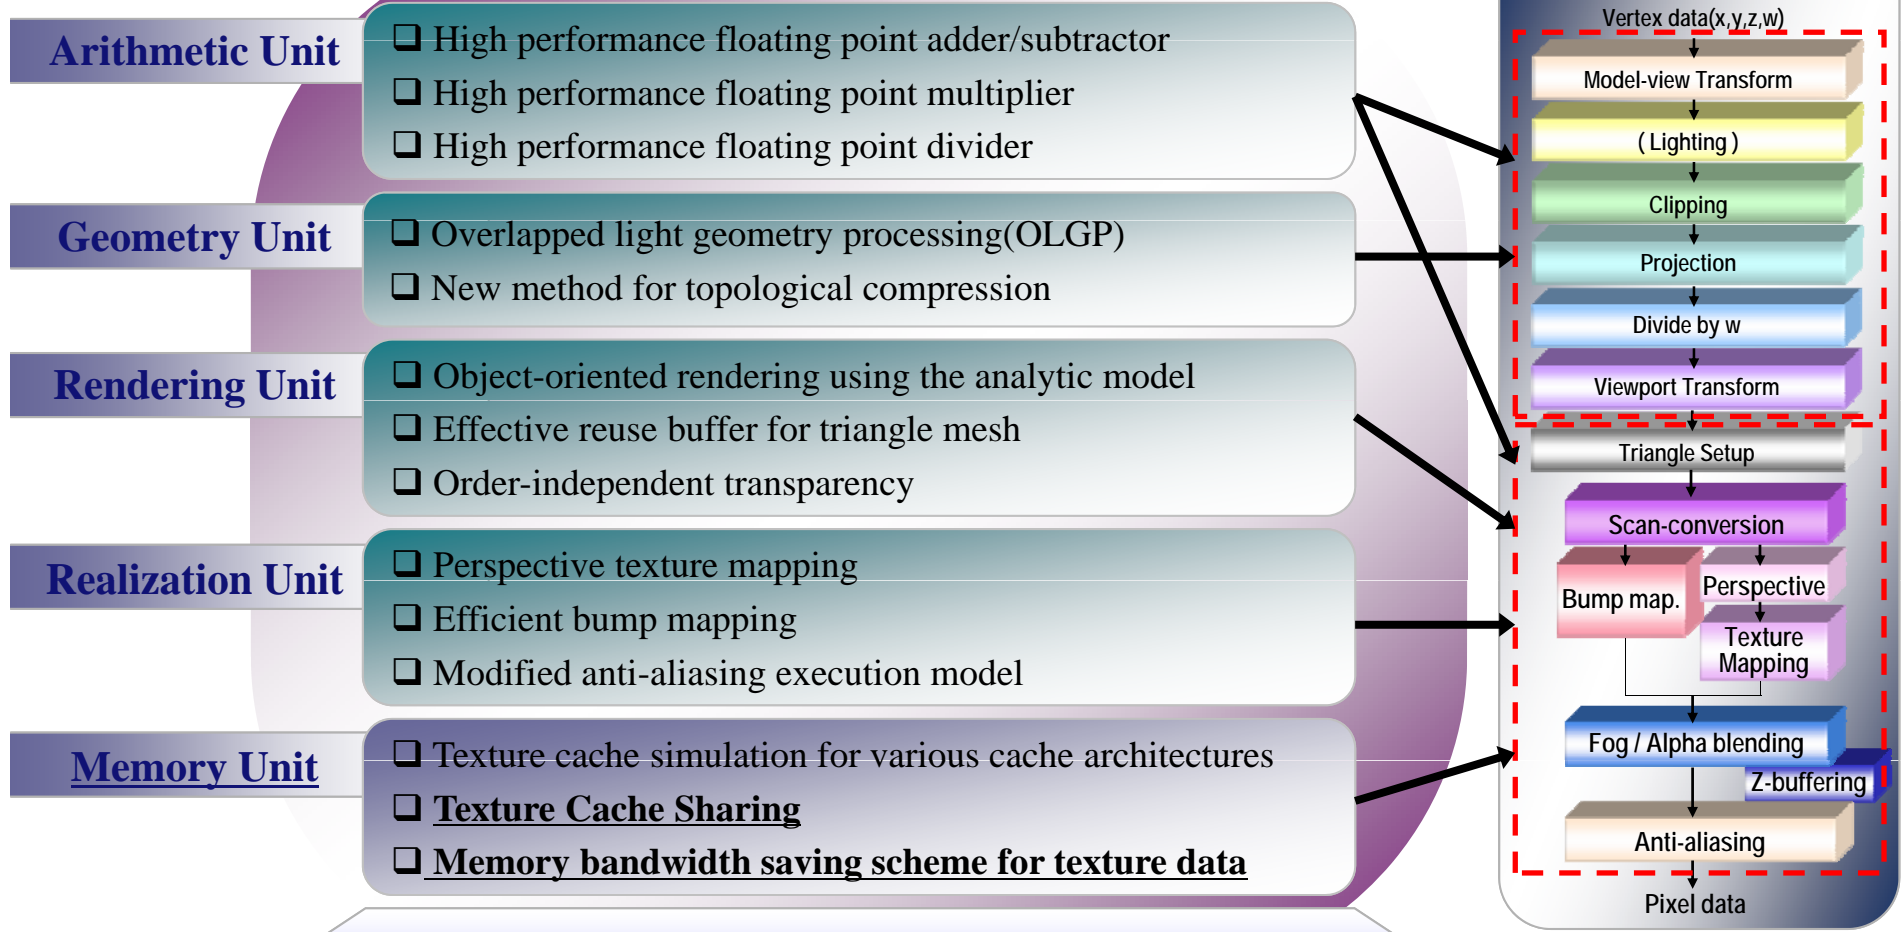 Arithmetic Unit
❑ High performance floating point adder/subtractor
❑ High performance floating point multiplier
❑ High performance floating point divider
Geometry Unit
❑ Overlapped light geometry processing(OLGP)
❑ New method for topological compression
Rendering Unit
❑ Object-oriented rendering using the analytic model
❑ Effective reuse buffer for triangle mesh
❑ Order-independent transparency
Realization Unit
❑ Perspective texture mapping
❑ Efficient bump mapping
❑ Modified anti-aliasing execution model
Memory Unit
❑ Texture cache simulation for various cache architectures
❑ Texture Cache Sharing
❑ Memory bandwidth saving scheme for texture data
Vertex data(x,y,z,w)
Model-view Transform
( Lighting )
Clipping
Projection
Divide by w
Viewport Transform
Triangle Setup
Scan-conversion
Bump map.
Perspective
Texture
Mapping
Fog / Alpha blending
Z-buffering
Anti-aliasing
Pixel data